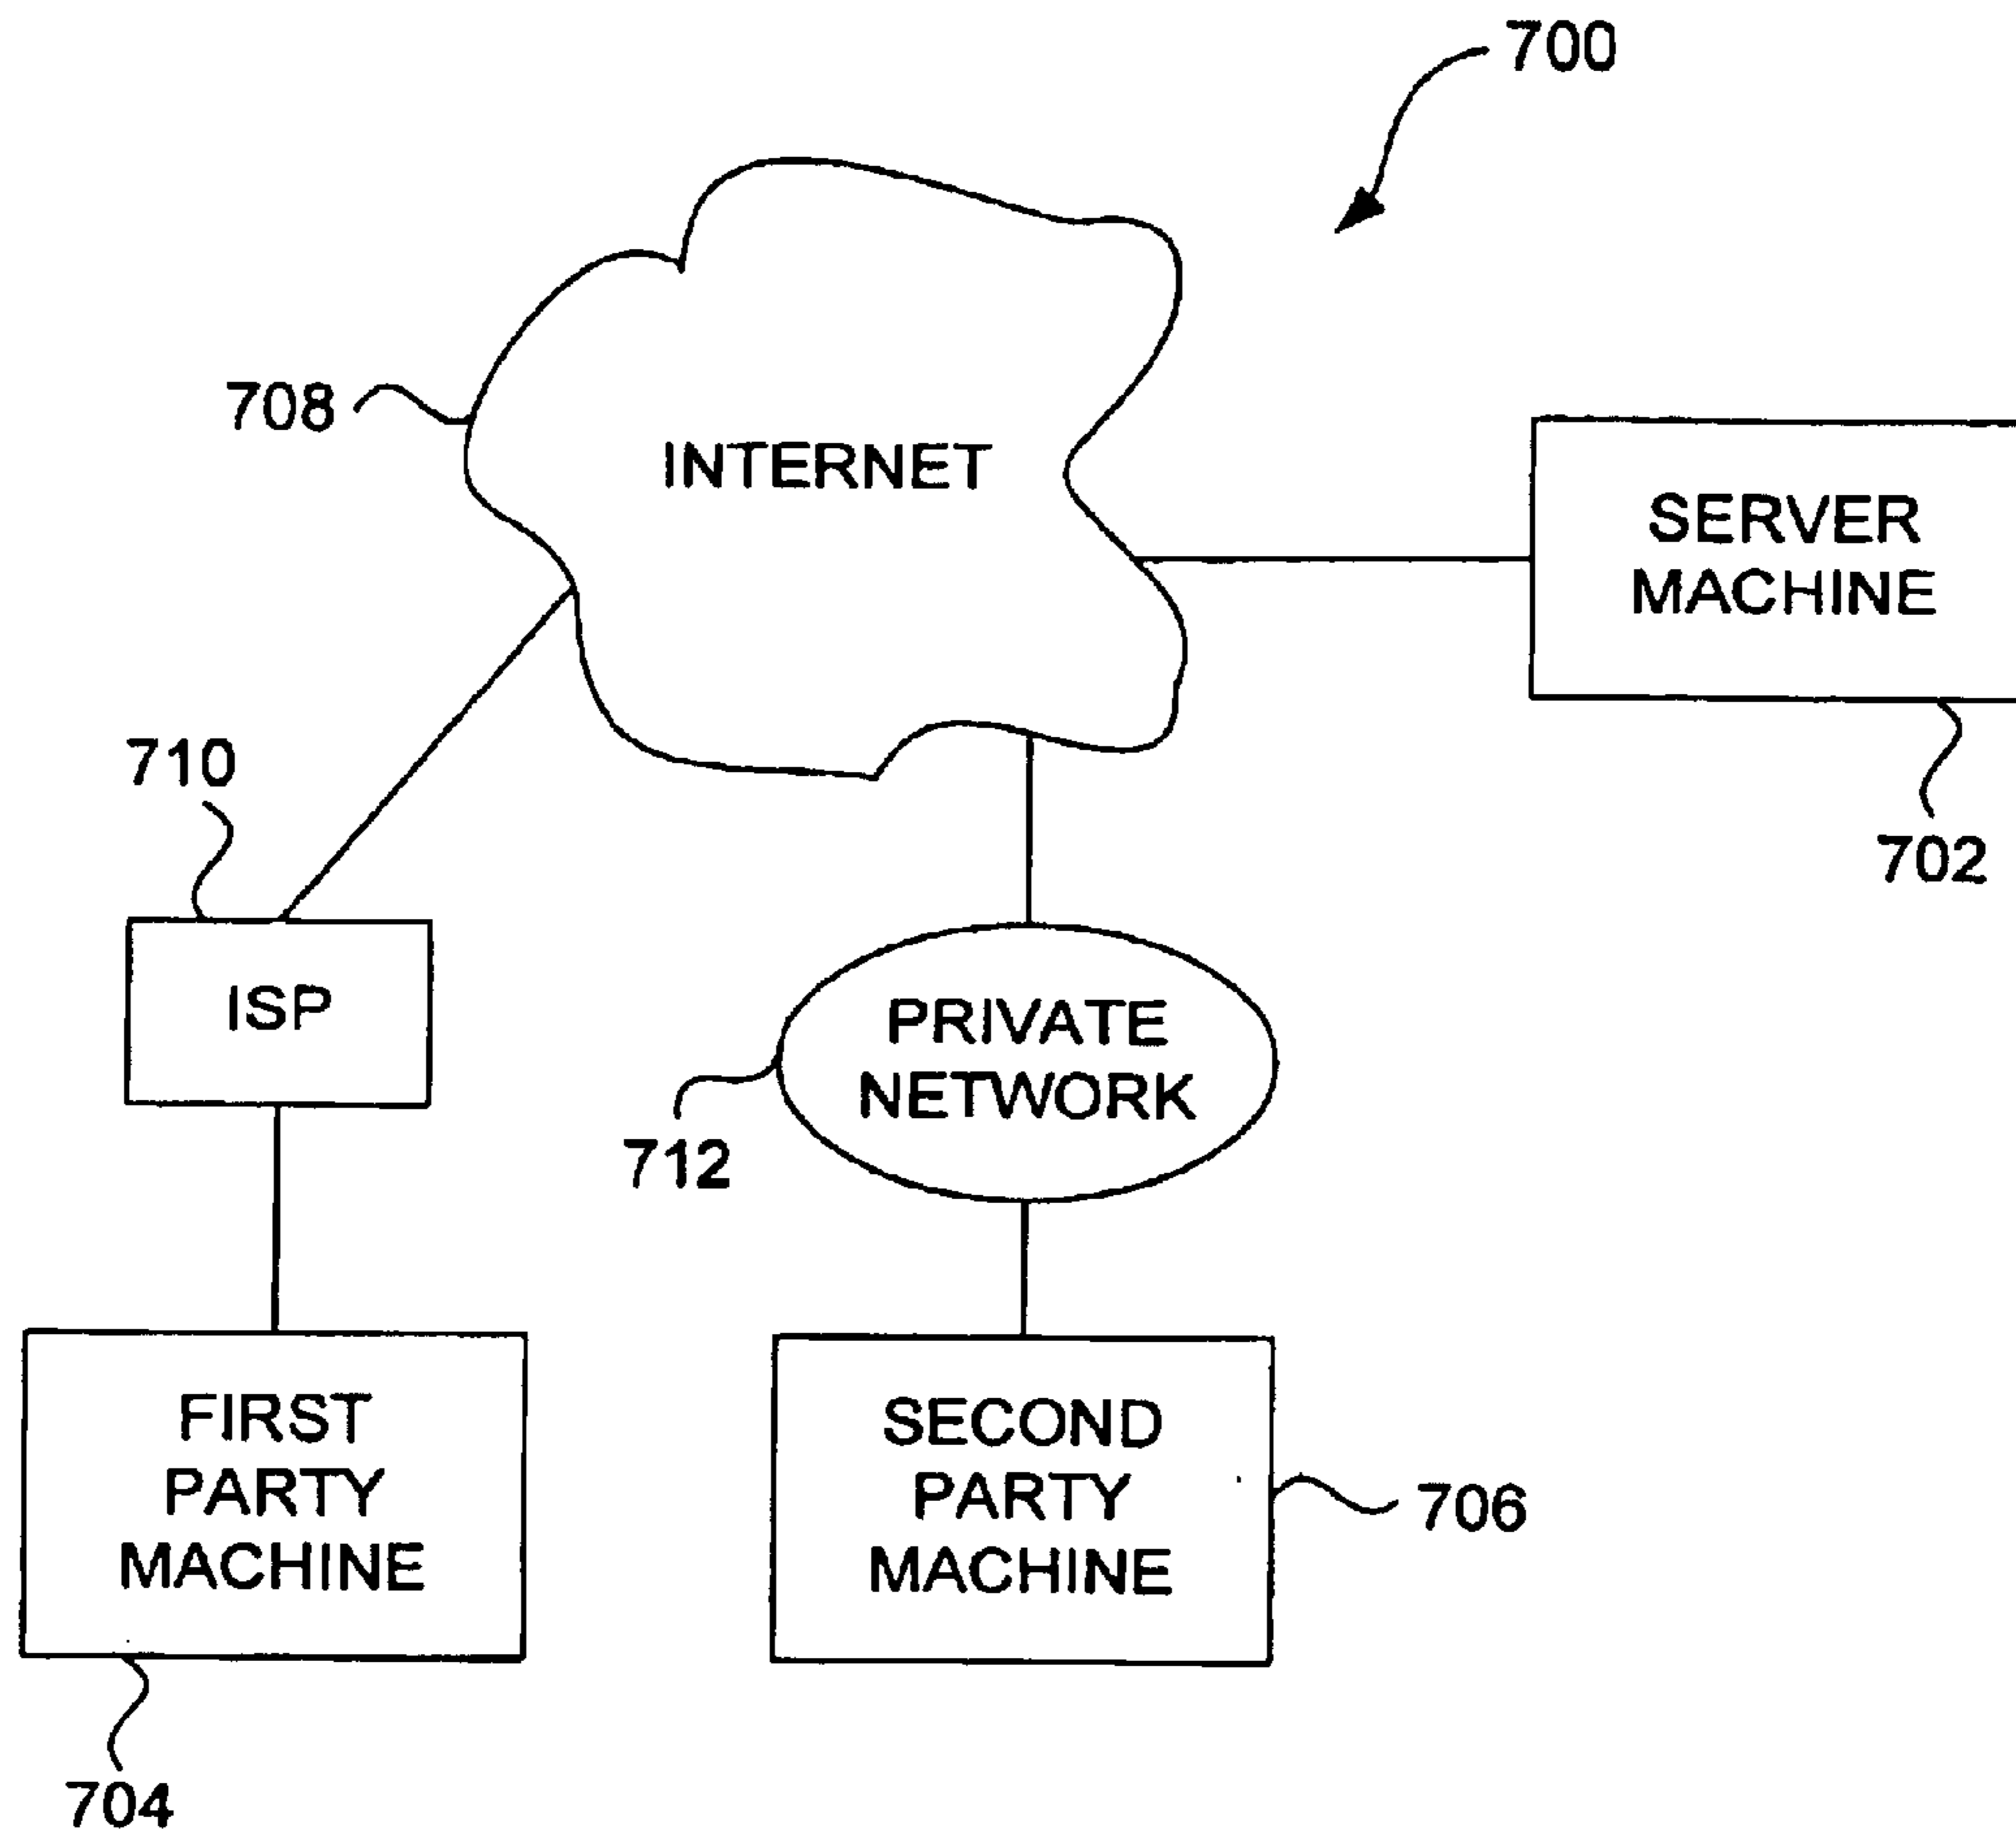 700
708
INTERNET
SERVER
MACHINE
702
710
ISP
PRIVATE
NETWORK
712
FIRST
PARTY
MACHINE
704
SECOND
PARTY
MACHINE
706